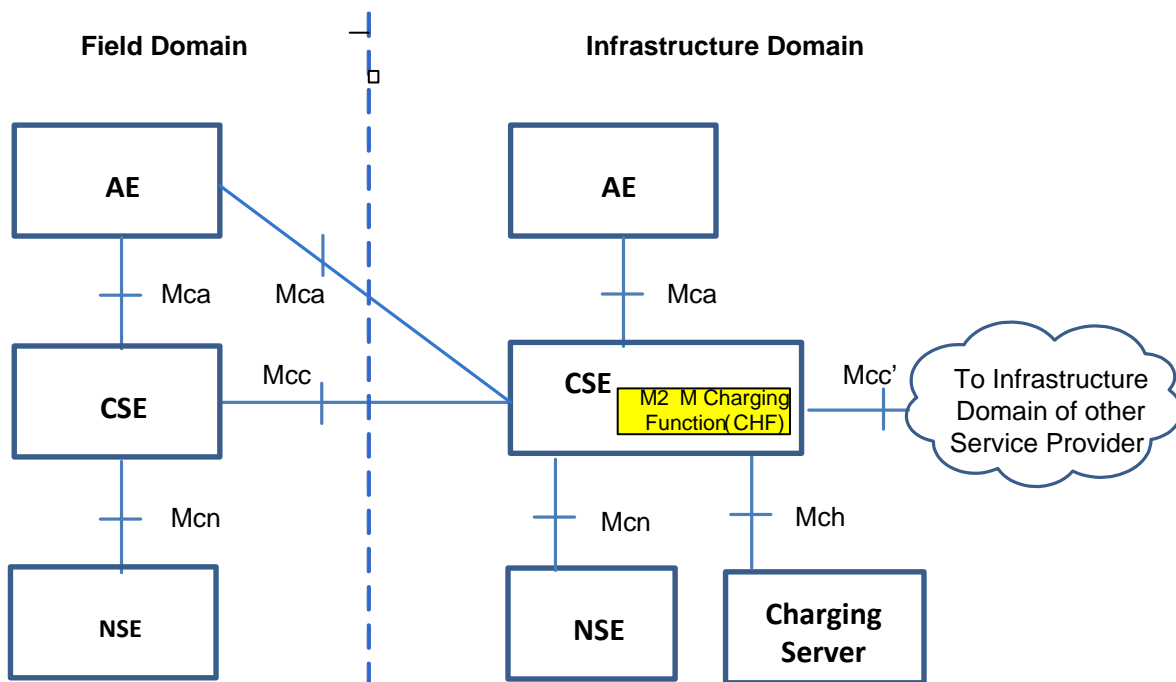 Field Domain
Infrastructure Domain
AE
AE
Mca
Mca
Mca
CSE
Mcc
CSE
M2 M Charging
Function(CHF)
Mcc’
To Infrastructure
Domain of other
Service Provider
Mcn
Mcn
Mch
NSE
NSE
Charging
Server